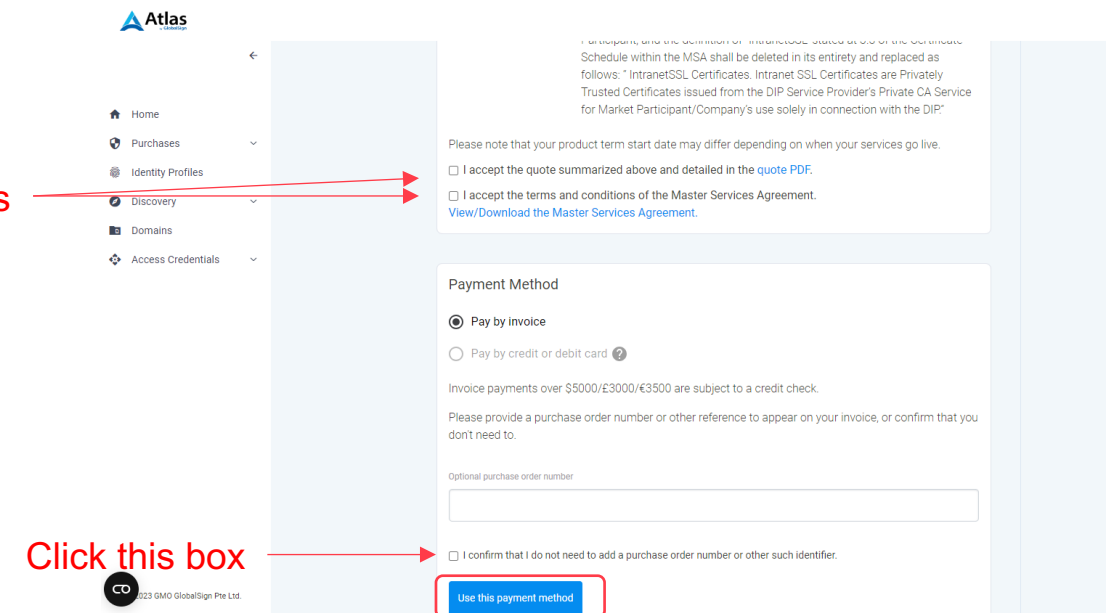 Atlas
by GlobalSign
Participant, and the definition of "IntranetSSL" stated at 3.3 of the Certificate
Schedule within the MSA shall be deleted in its entirety and replaced as
follows: " IntranetSSL Certificates. Intranet SSL Certificates are Privately
Trusted Certificates issued from the DIP Service Provider's Private CA Service
for Market Participant/Company's use solely in connection with the DIP."
Home
Purchases
Identity Profiles
Discovery
Domains
Access Credentials
s
Please note that your product term start date may differ depending on when your services go live.
I accept the quote summarized above and detailed in the quote PDF.
I accept the terms and conditions of the Master Services Agreement.
View/Download the Master Services Agreement.
Payment Method
Pay by invoice
Pay by credit or debit card ?
Invoice payments over $5000/£3000/€3500 are subject to a credit check.
Please provide a purchase order number or other reference to appear on your invoice, or confirm that you
don't need to.
Optional purchase order number
Click this box
I confirm that I do not need to add a purchase order number or other such identifier.
Use this payment method
2023 GMO GlobalSign Pte Ltd.